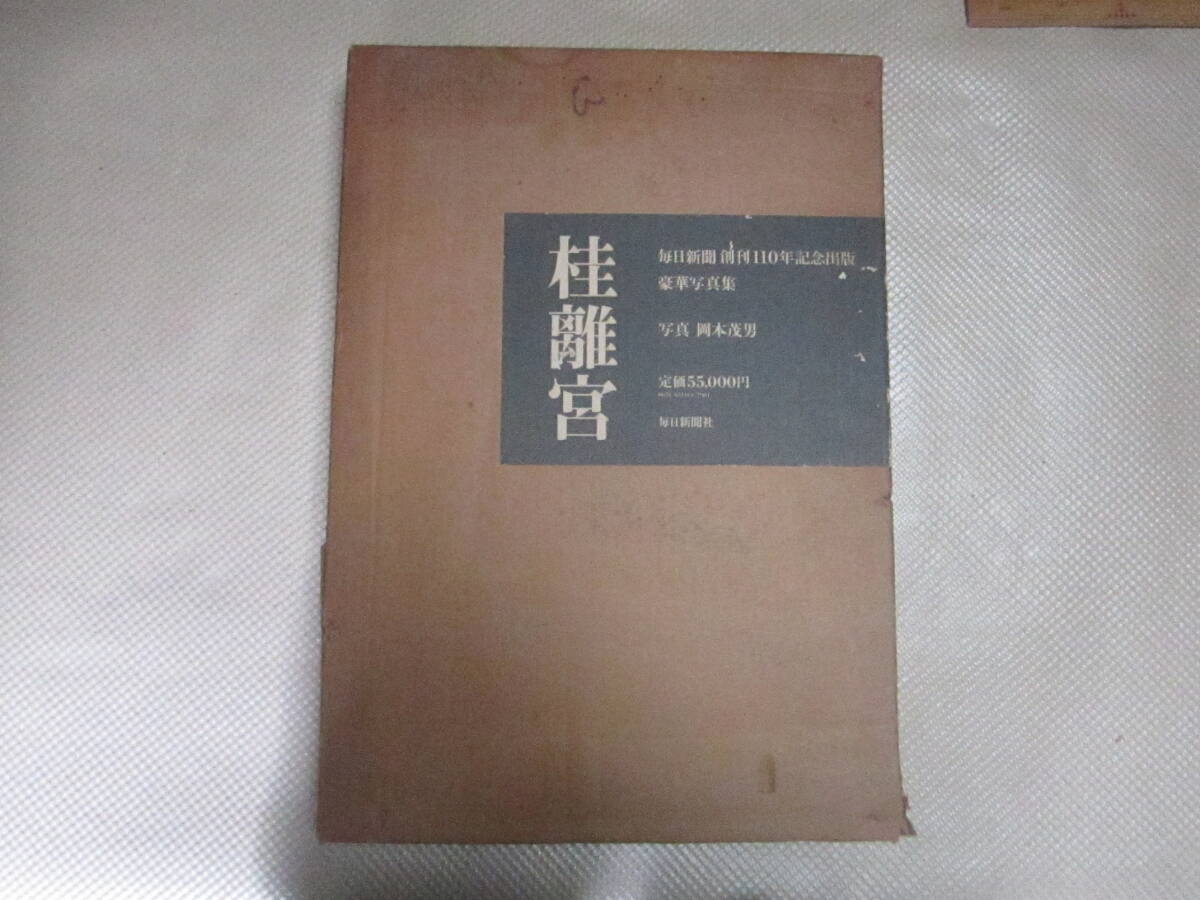 桂離宮
毎日新聞 創刊110年記念出版
豪華写真集
写真 岡本茂男
定価55,000円
毎日新聞社